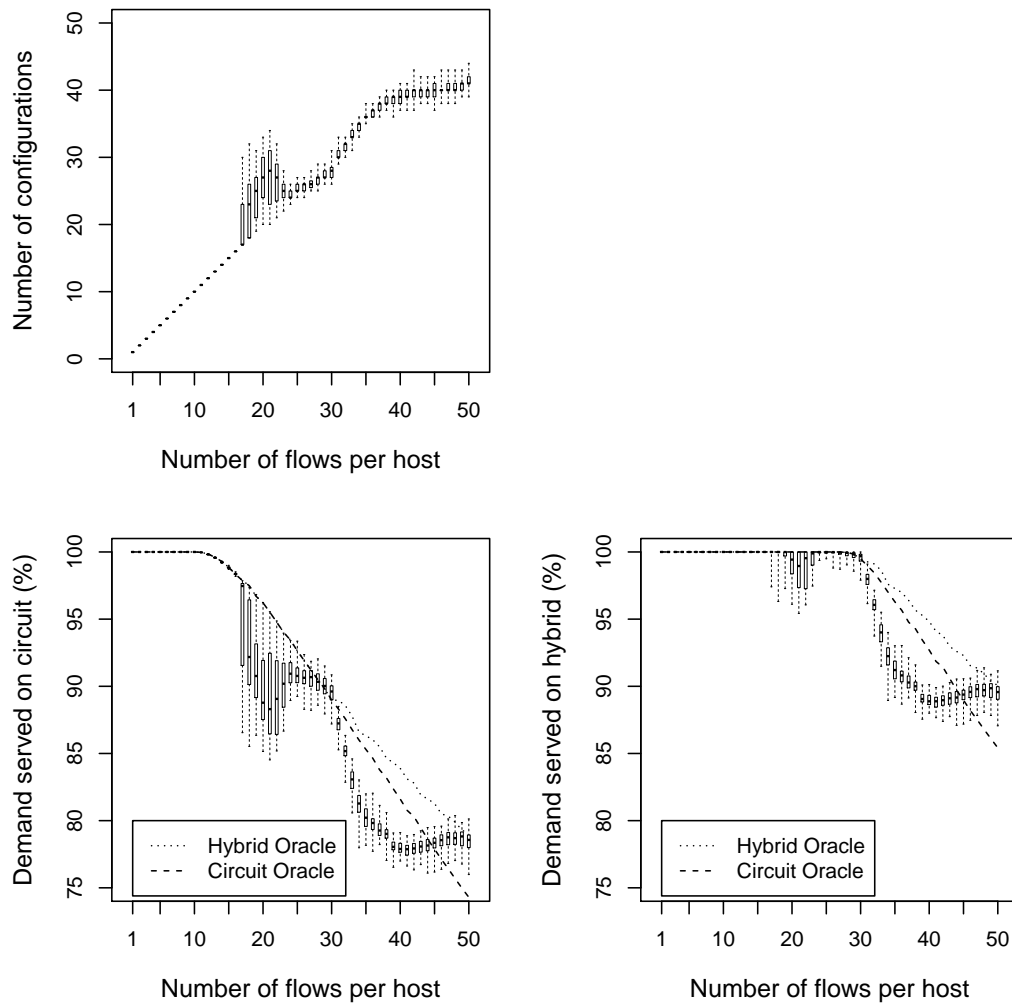 Number of configurations
50
40
30
20
10
0
1 10 20 30 40 50
Number of flows per host
Demand served on circuit (%)
100
95
90
85
80
75
Hybrid Oracle
Circuit Oracle
1 10 20 30 40 50
Number of flows per host
Demand served on hybrid (%)
100
95
90
85
80
75
Hybrid Oracle
Circuit Oracle
1 10 20 30 40 50
Number of flows per host